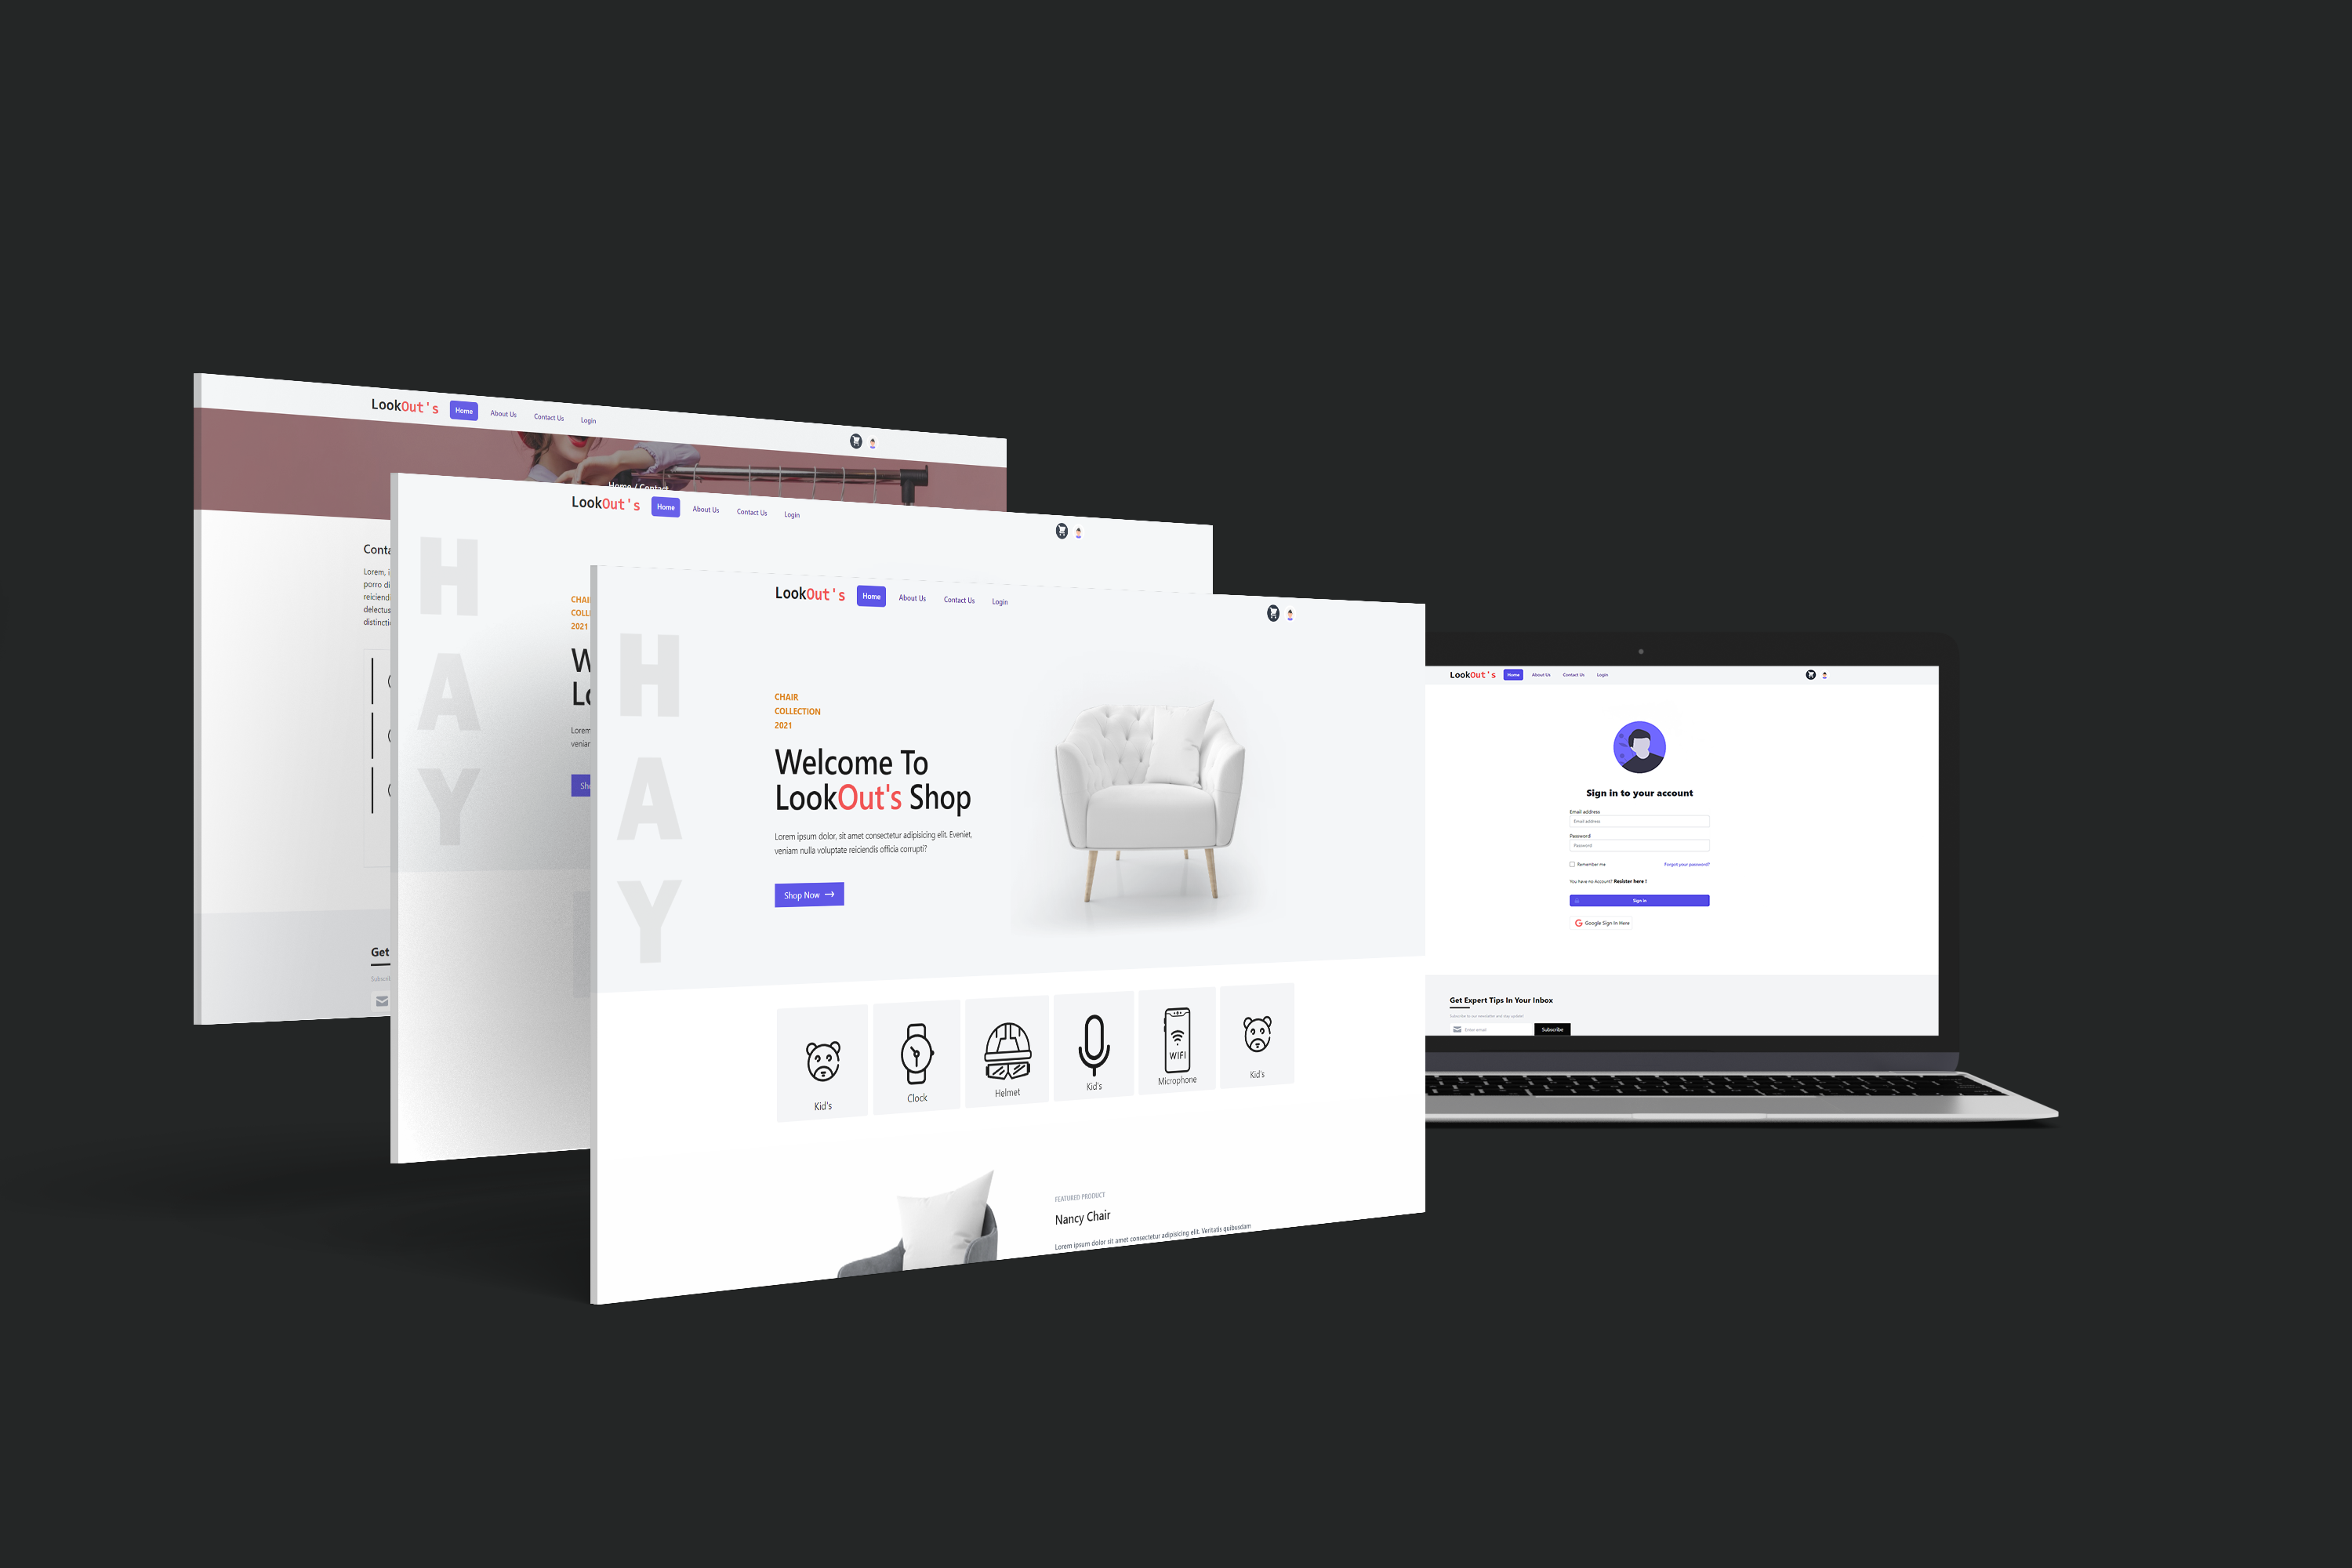 LookOut's Home About Us Contact Us Login
Home / Contact
Conta
Lorem, i
porro di
reiciend
delectus
distincti
Get
Subscri
LookOut's Home About Us Contact Us Login
H
A
Y
CHAI
COLL
2021
W
Lo
Lorem
veniar
Sh
LookOut's Home About Us Contact Us Login
H
A
Y
CHAIR
COLLECTION
2021
Welcome To
LookOut's Shop
Lorem ipsum dolor, sit amet consectetur adipisicing elit. Eveniet,
veniam nulla voluptate reiciendis officia corrupti?
Shop Now →
WIFI
Kid's Clock Helmet Kid's Microphone Kid's
FEATURED PRODUCT
Nancy Chair
Lorem ipsum dolor sit amet consectetur adipisicing elit. Veritatis quibusdam
LookOut's Home About Us Contact Us Login
Sign in to your account
Email address
Email address
Password
Password
Remember me Forgot your password?
You have no Account? Resister here !
Sign in
Google Sign In Here
Get Expert Tips In Your Inbox
Subscribe to our newsletter and stay updated
Enter email Subscribe